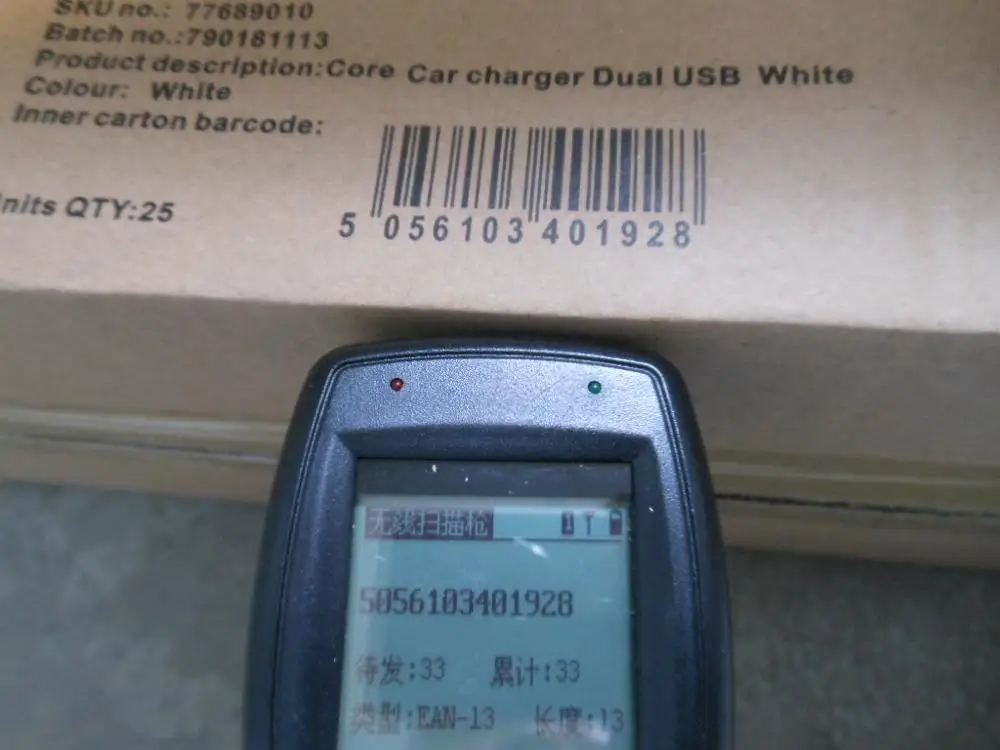 SKU no.: 77689010
Batch no.:790181113
Product description:Core Car charger Dual USB White
Colour: White
Inner carton barcode:
nits QTY:25
5 056103 401928
无线扫描枪 1
5056103401928
待发:33 累计:33
类型:EAN-13 长度:13